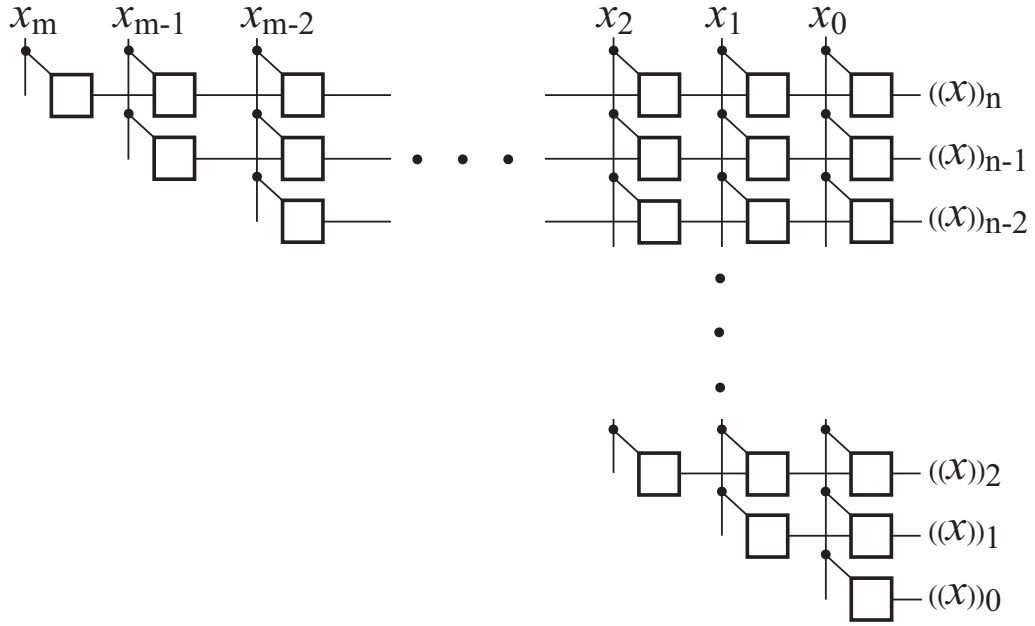 x_m x_{m-1} x_{m-2} x_2 x_1 x_0
((x))_n
((x))_{n-1}
((x))_{n-2}
((x))_2
((x))_1
((x))_0